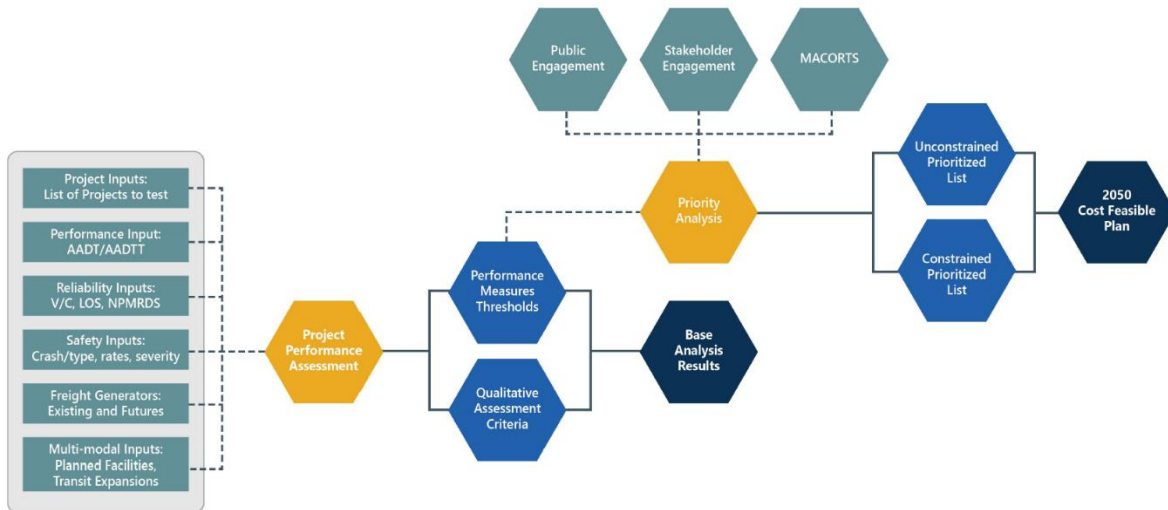 Public
Engagement
Stakeholder
Engagement
MACORTS
Project Inputs:
List of Projects to test
Performance Input:
AADT/AADTT
Reliability Inputs:
V/C, LOS, NPMRDS
Safety Inputs:
Crash/type, rates, severity
Freight Generators:
Existing and Futures
Multi-modal Inputs:
Planned Facilities,
Transit Expansions
Project
Performance
Assessment
Performance
Measures
Thresholds
Qualitative
Assessment
Criteria
Base
Analysis
Results
Priority
Analysis
Unconstrained
Prioritized
List
Constrained
Prioritized
List
2050
Cost Feasible
Plan